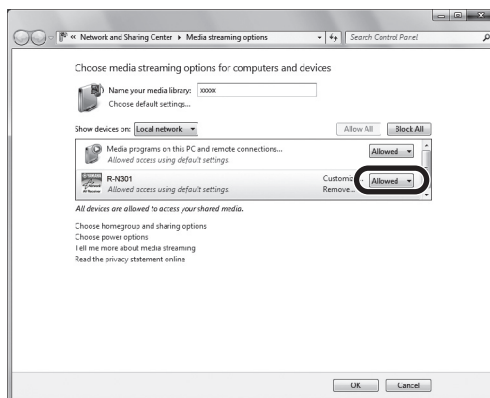 « Network and Sharing Center ▸ Media streaming options
Search Control Panel
Choose media streaming options for computers and devices
Name your media library: xxxxx
Choose default settings...
Show devices on: Local network
Allow All Block All
Media programs on this PC and remote connections...
Allowed access using default settings
Allowed
R-N301
Allowed access using default settings
Customiz
Remove...
Allowed
All devices are allowed to access your shared media.
Choose homegroup and sharing options
Choose power options
Tell me more about media streaming
Read the privacy statement online
OK Cancel